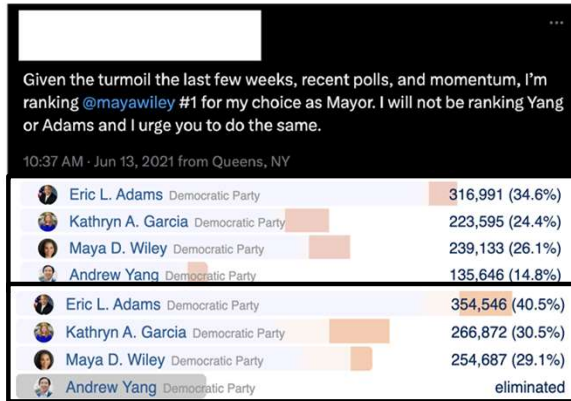 ...
Given the turmoil the last few weeks, recent polls, and momentum, I'm
ranking @mayawiley #1 for my choice as Mayor. I will not be ranking Yang
or Adams and I urge you to do the same.
10:37 AM · Jun 13, 2021 from Queens, NY
Eric L. Adams Democratic Party 316,991 (34.6%)
Kathryn A. Garcia Democratic Party 223,595 (24.4%)
Maya D. Wiley Democratic Party 239,133 (26.1%)
Andrew Yang Democratic Party 135,646 (14.8%)
Eric L. Adams Democratic Party 354,546 (40.5%)
Kathryn A. Garcia Democratic Party 266,872 (30.5%)
Maya D. Wiley Democratic Party 254,687 (29.1%)
Andrew Yang Democratic Party eliminated